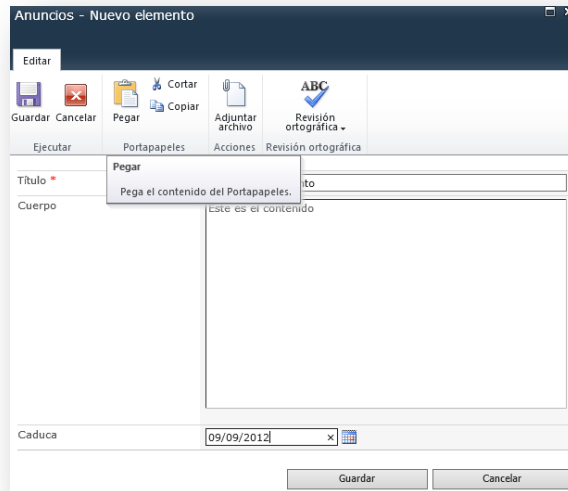 Anuncios - Nuevo elemento
Editar
Guardar Cancelar Pegar Cortar Copiar Adjuntar archivo ABC Revisión ortográfica
Ejecutar Portapapeles Acciones Revisión ortográfica
Pegar
Pega el contenido del Portapapeles.
Título *
Cuerpo
Este es el contenido
Caduca
09/09/2012
Guardar Cancelar